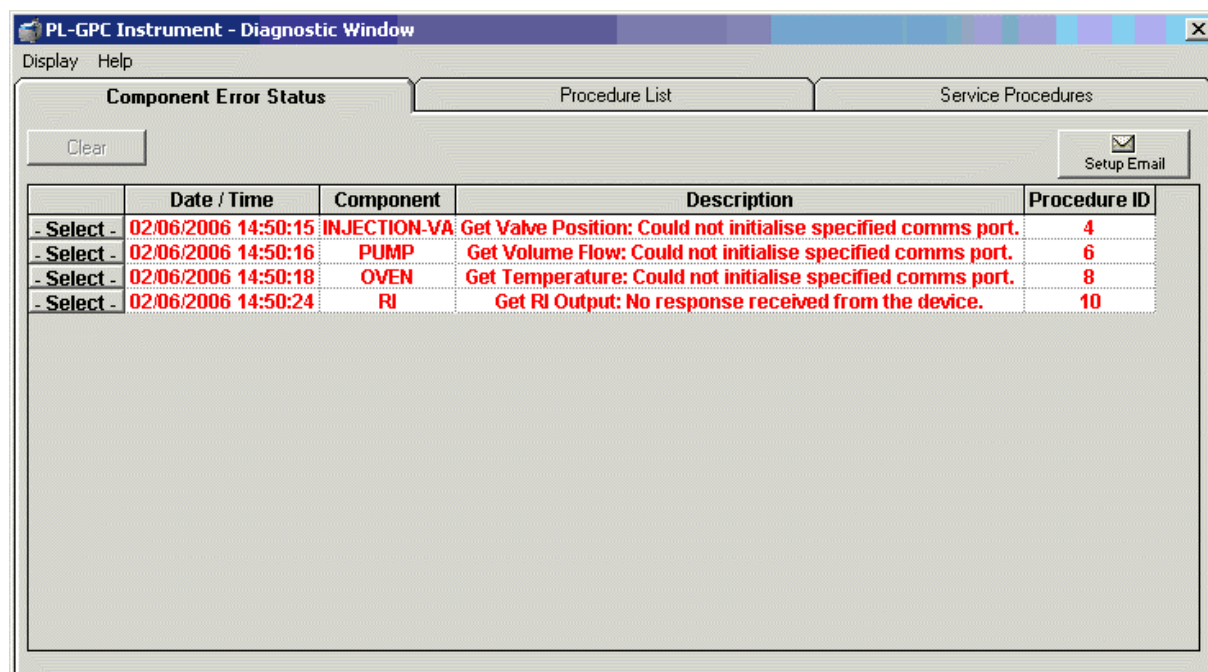 PL-GPC Instrument - Diagnostic Window
Display Help
Component Error Status Procedure List Service Procedures
Clear
Setup Email
Date / Time Component Description Procedure ID
- Select - 02/06/2006 14:50:15 INJECTION-VA Get Valve Position: Could not initialise specified comms port. 4
- Select - 02/06/2006 14:50:16 PUMP Get Volume Flow: Could not initialise specified comms port. 6
- Select - 02/06/2006 14:50:18 OVEN Get Temperature: Could not initialise specified comms port. 8
- Select - 02/06/2006 14:50:24 RI Get RI Output: No response received from the device. 10